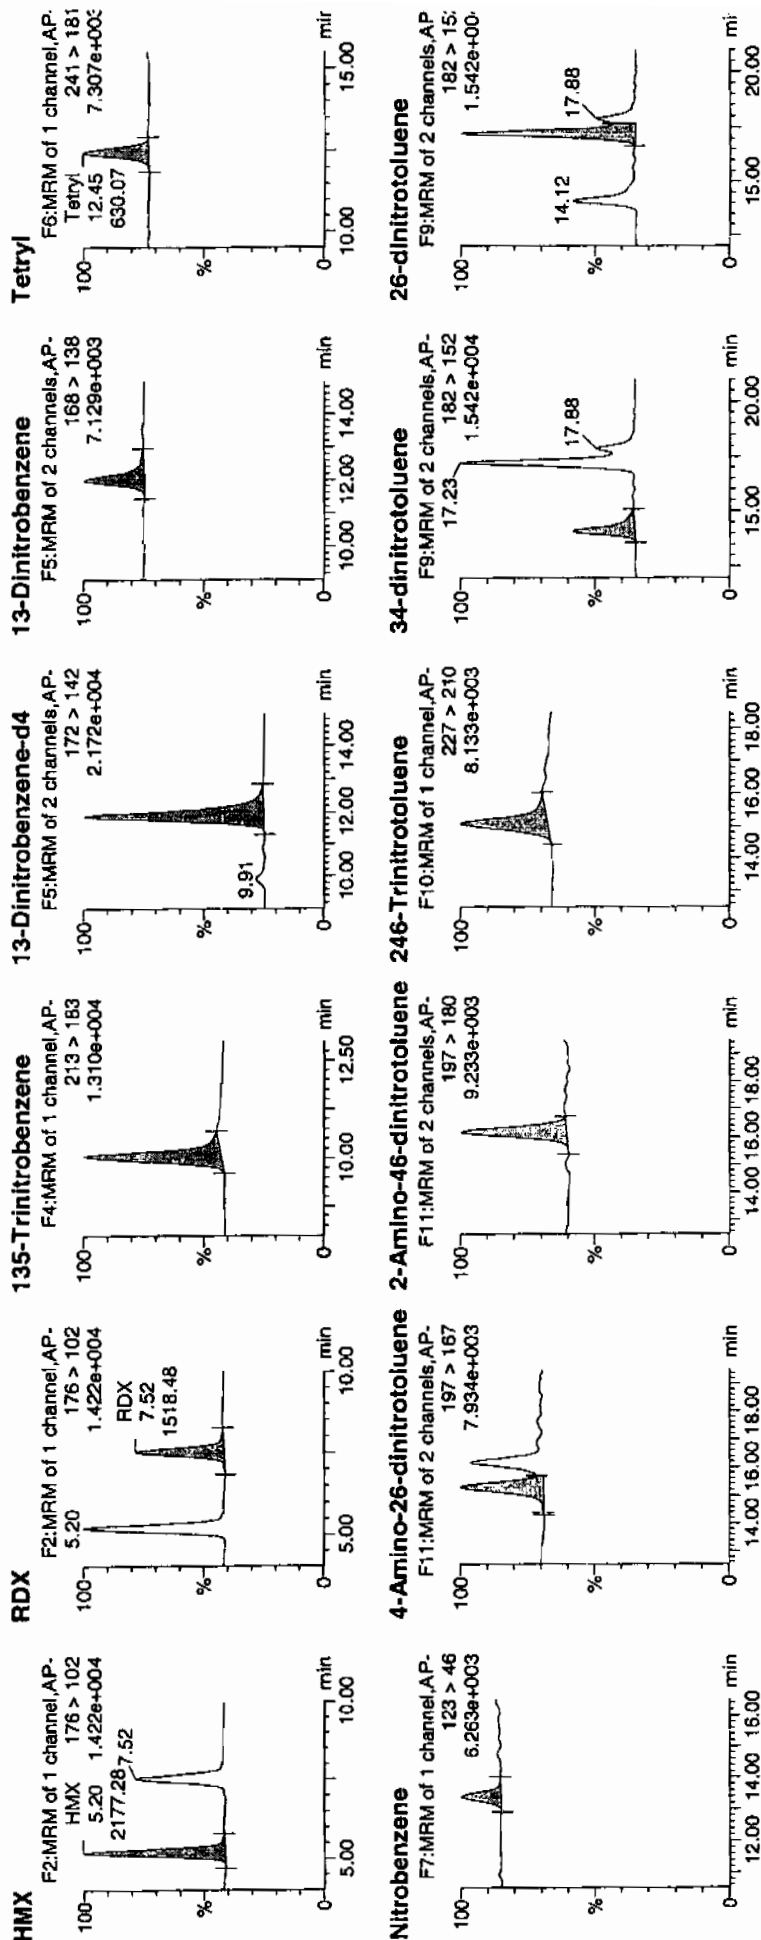 HMX
F2:MRM of 1 channel,AP-
HMX 176 > 102
5.20 1.422e+004
2177.28
7.52
100
%
0
5.00 10.00 min
RDX
F2:MRM of 1 channel,AP-
5.20 176 > 102
1.422e+004
RDX
7.52
1518.48
100
%
0
5.00 10.00 min
135-Trinitrobenzene
F4:MRM of 1 channel,AP-
213 > 183
1.310e+004
100
%
0
10.00 12.50 min
13-Dinitrobenzene-d4
F5:MRM of 2 channels,AP-
172 > 142
2.172e+004
9.91
100
%
0
10.00 12.00 14.00 min
13-Dinitrobenzene
F5:MRM of 2 channels,AP-
168 > 138
7.129e+003
100
%
0
10.00 12.00 14.00 min
Tetryl
F6:MRM of 1 channel,AP-
Tetryl 241 > 181
12.45 7.307e+003
630.07
100
%
0
10.00 15.00 min
Nitrobenzene
F7:MRM of 1 channel,AP-
123 > 46
6.263e+003
100
%
0
12.00 14.00 16.00 min
4-Amino-26-dinitrotoluene
F11:MRM of 2 channels,AP-
197 > 167
7.934e+003
100
%
0
14.00 16.00 18.00 min
2-Amino-46-dinitrotoluene
F11:MRM of 2 channels,AP-
197 > 180
9.233e+003
100
%
0
14.00 16.00 18.00 min
246-Trinitrotoluene
F10:MRM of 1 channel,AP-
227 > 210
8.133e+003
100
%
0
14.00 16.00 18.00 min
34-dinitrotoluene
F9:MRM of 2 channels,AP-
182 > 152
17.23 1.542e+004
17.88
100
%
0
15.00 20.00 min
26-dinitrotoluene
F9:MRM of 2 channels,AP
182 > 15
1.542e+00
14.12
17.88
100
%
0
15.00 20.00 mi